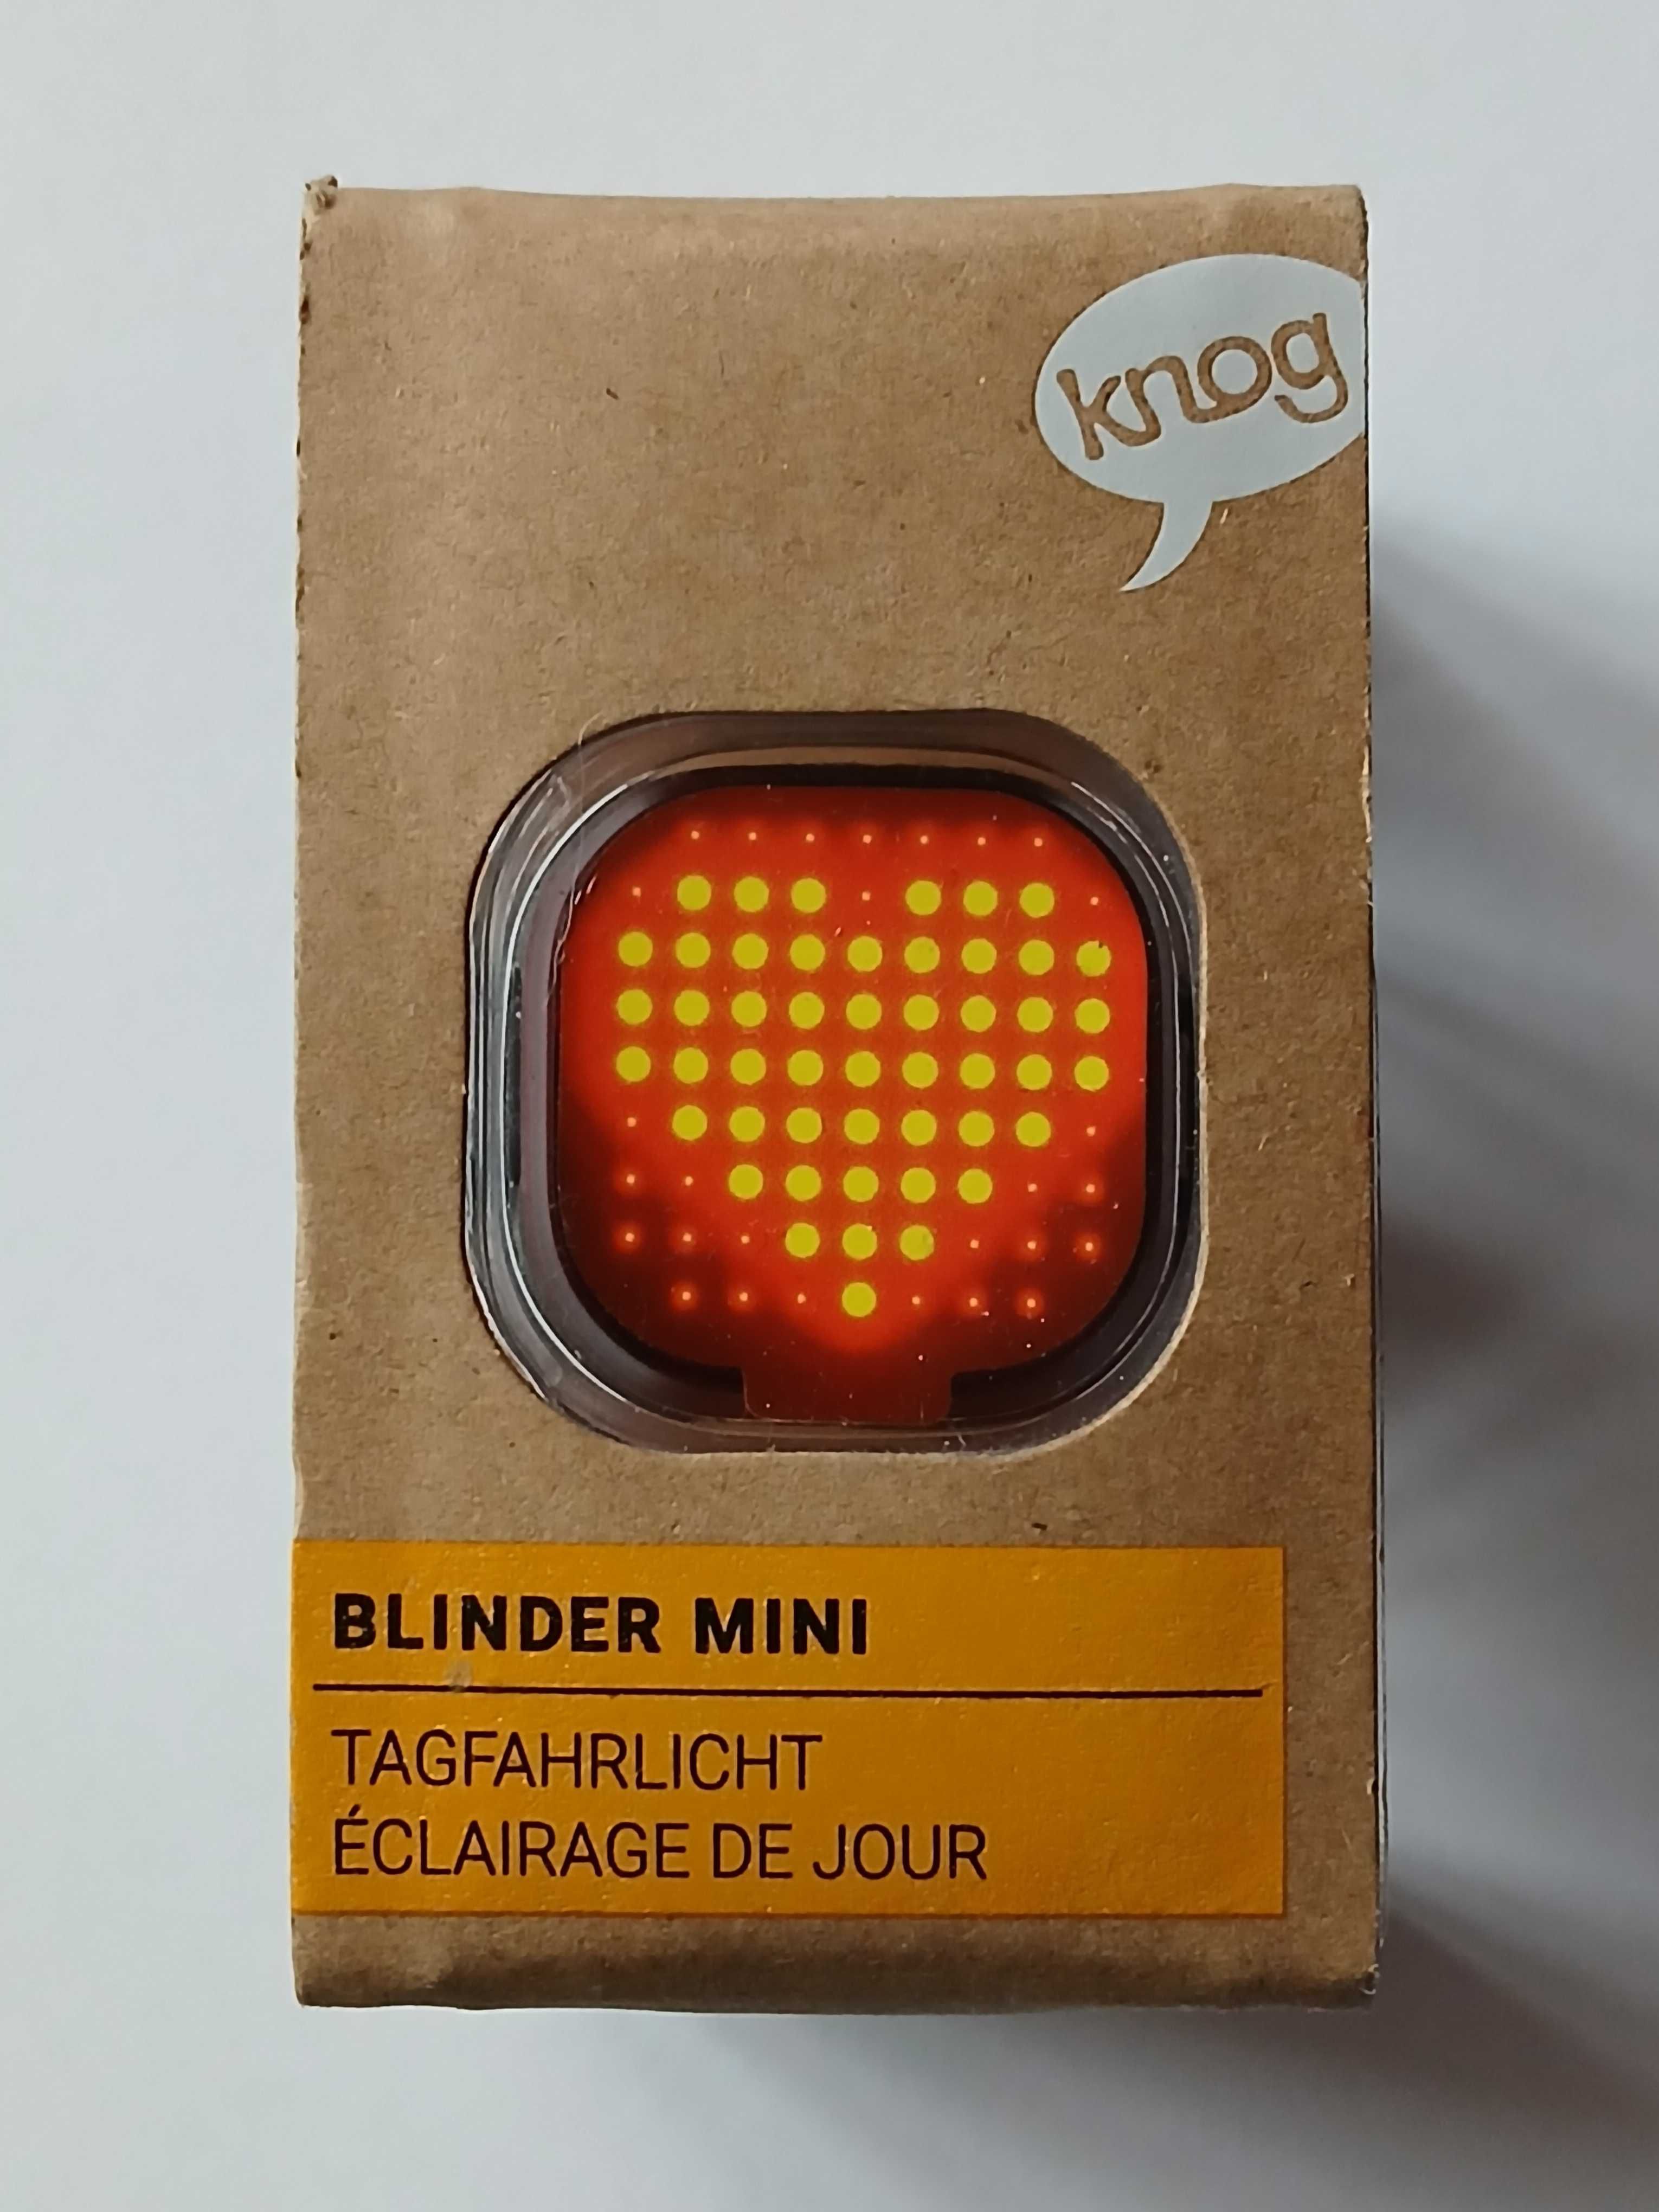 knog
BLINDER MINI
TAGFAHRLICHT
ÉCLAIRAGE DE JOUR